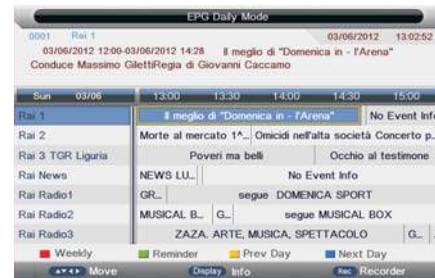 EPG Daily Mode
0001 Rai 1 03/06/2012 13:02:52
03/06/2012 12:00-03/06/2012 14:28 Il meglio di "Domenica in - l'Arena"
Conduce Massimo GilettiRegia di Giovanni Caccamo
Sun 03/06 13:00 13:30 14:00 14:30 15:00
Rai 1 Il meglio di "Domenica in - l'Arena" No Event Info
Rai 2 Morte al mercato 1^... Omicidi nell'alta società Concerto p...
Rai 3 TGR Liguria Poveri ma belli Occhio al testimone
Rai News NEWS LU... No Event Info
Rai Radio1 GR... segue DOMENICA SPORT
Rai Radio2 MUSICAL B... G... segue MUSICAL BOX
Rai Radio3 ZAZA. ARTE, MUSICA, SPETTACOLO G...
Weekly Reminder Prev Day Next Day
Move Display Info Rec Recorder